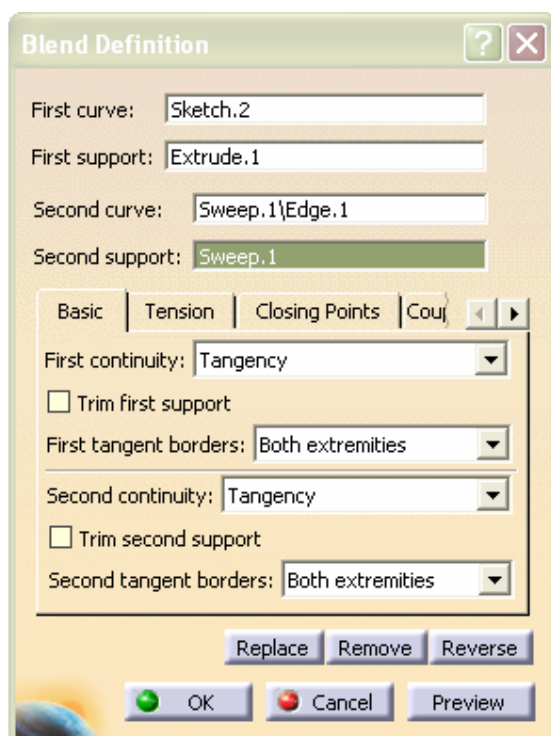 Blend Definition
First curve: Sketch.2
First support: Extrude.1
Second curve: Sweep.1\Edge.1
Second support: Sweep.1
Basic Tension Closing Points Coup
First continuity: Tangency
Trim first support
First tangent borders: Both extremities
Second continuity: Tangency
Trim second support
Second tangent borders: Both extremities
Replace Remove Reverse
OK Cancel Preview